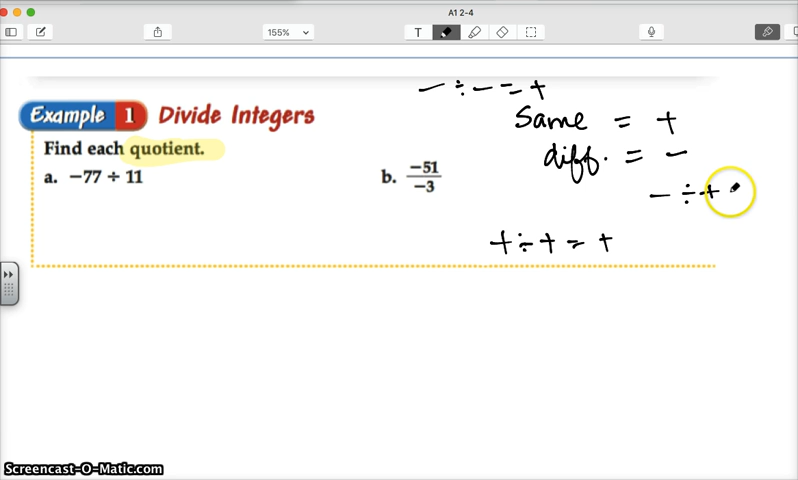 A1 2-4
155%
T
− ÷ − = +
Example 1 Divide Integers
Same = +
Find each quotient.
diff. = −
a. −77 ÷ 11
b. −51/−3
− ÷ +
+ ÷ + = +
Screencast-O-Matic.com